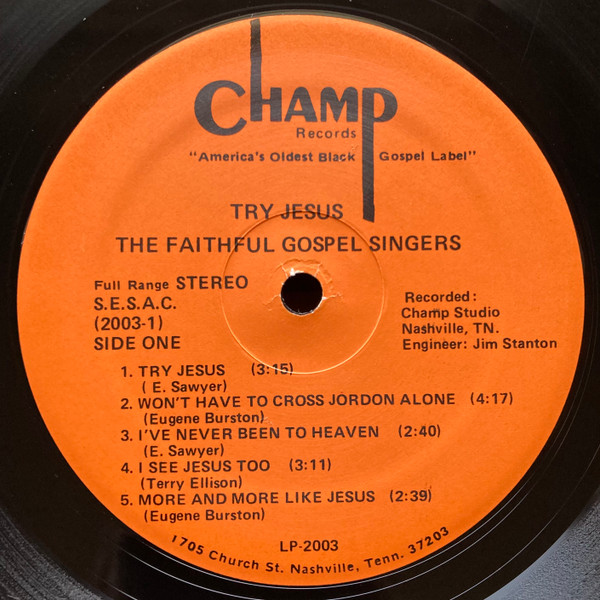 CHAMP
Records
"America's Oldest Black Gospel Label"
TRY JESUS
THE FAITHFUL GOSPEL SINGERS
Full Range STEREO
S.E.S.A.C.
(2003-1)
SIDE ONE
Recorded:
Champ Studio
Nashville, TN.
Engineer: Jim Stanton
1. TRY JESUS (3:15)
( E. Sawyer)
2. WON'T HAVE TO CROSS JORDON ALONE (4:17)
(Eugene Burston)
3. I'VE NEVER BEEN TO HEAVEN (2:40)
(E. Sawyer)
4. I SEE JESUS TOO (3:11)
(Terry Ellison)
5. MORE AND MORE LIKE JESUS (2:39)
(Eugene Burston)
LP-2003
1705 Church St. Nashville, Tenn. 37203